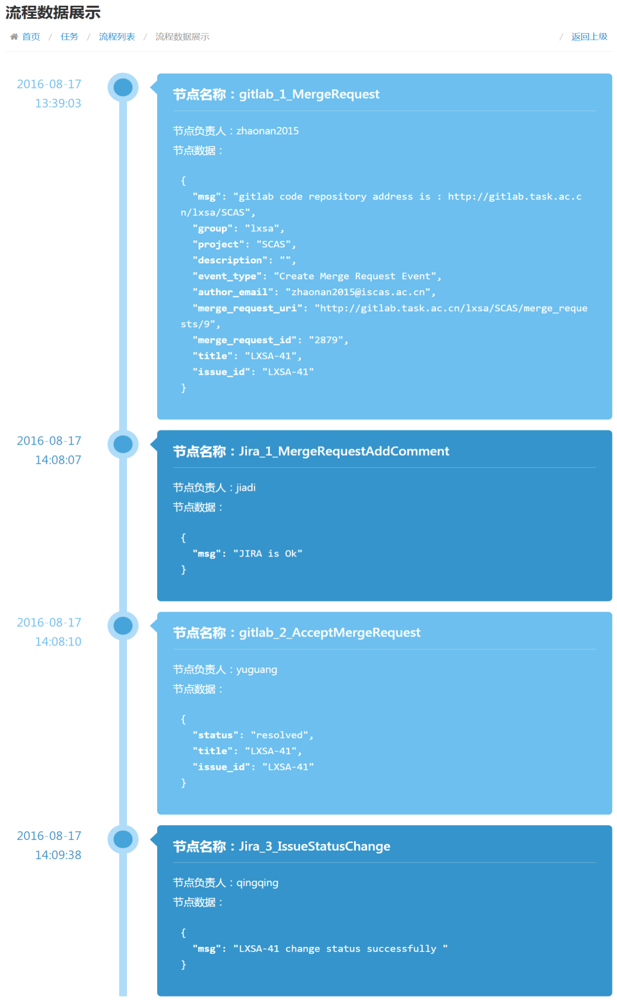 流程数据展示
首页 / 任务 / 流程列表 / 流程数据展示 / 返回上级
2016-08-17
13:39:03
节点名称：gitlab_1_MergeRequest
节点负责人：zhaonan2015
节点数据：
{
"msg": "gitlab code repository address is : http://gitlab.task.ac.c
n/lxsa/SCAS",
"group": "lxsa",
"project": "SCAS",
"description": "",
"event_type": "Create Merge Request Event",
"author_email": "zhaonan2015@iscas.ac.cn",
"merge_request_uri": "http://gitlab.task.ac.cn/lxsa/SCAS/merge_reque
sts/9",
"merge_request_id": "2879",
"title": "LXSA-41",
"issue_id": "LXSA-41"
}
2016-08-17
14:08:07
节点名称：Jira_1_MergeRequestAddComment
节点负责人：jiadi
节点数据：
{
"msg": "JIRA is Ok"
}
2016-08-17
14:08:10
节点名称：gitlab_2_AcceptMergeRequest
节点负责人：yuguang
节点数据：
{
"status": "resolved",
"title": "LXSA-41",
"issue_id": "LXSA-41"
}
2016-08-17
14:09:38
节点名称：Jira_3_IssueStatusChange
节点负责人：qingqing
节点数据：
{
"msg": "LXSA-41 change status successfully "
}